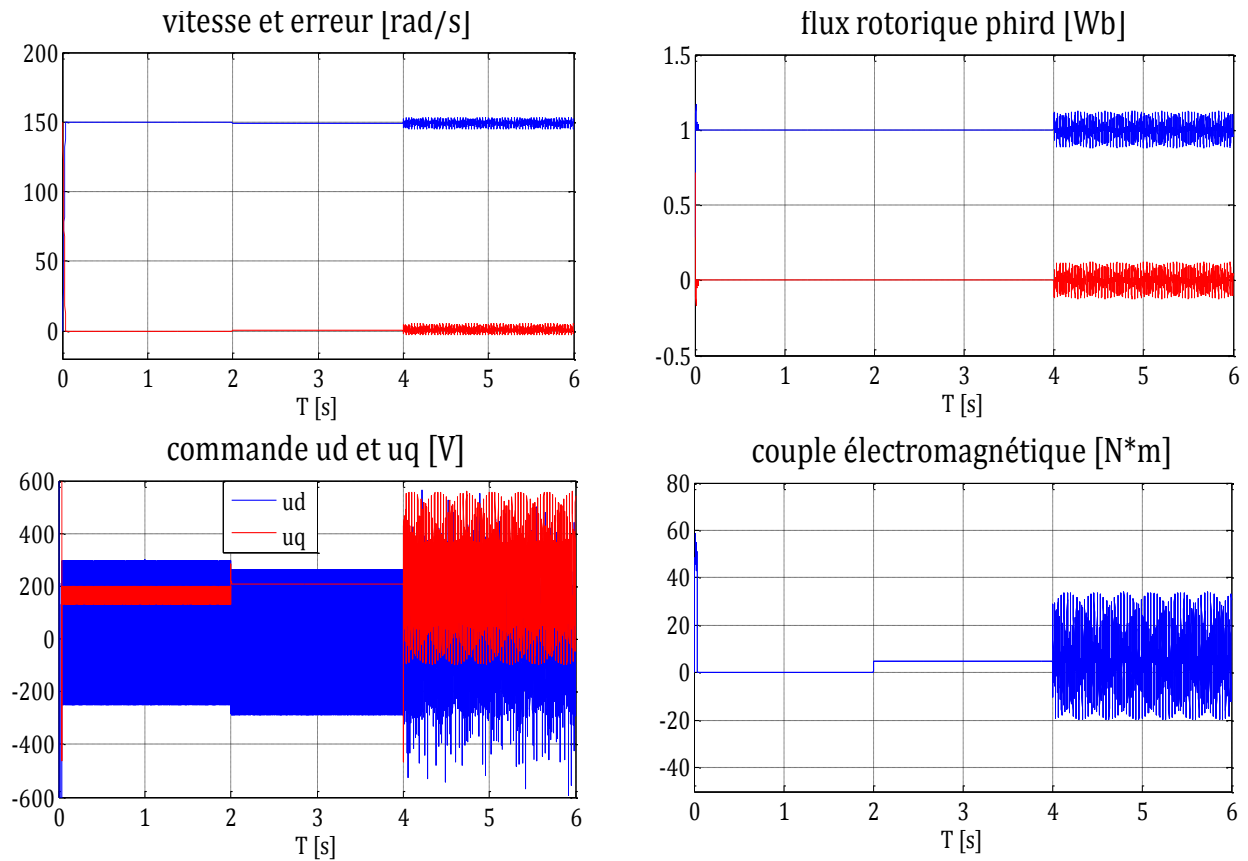 vitesse et erreur [rad/s]
200
150
100
50
0
0 1 2 3 4 5 6
T [s]
flux rotorique phird [Wb]
1.5
1
0.5
0
-0.5
0 1 2 3 4 5 6
T [s]
commande ud et uq [V]
600
400
200
0
-200
-400
-600
ud
uq
0 1 2 3 4 5 6
T [s]
couple électromagnétique [N*m]
80
60
40
20
0
-20
-40
0 1 2 3 4 5 6
T [s]